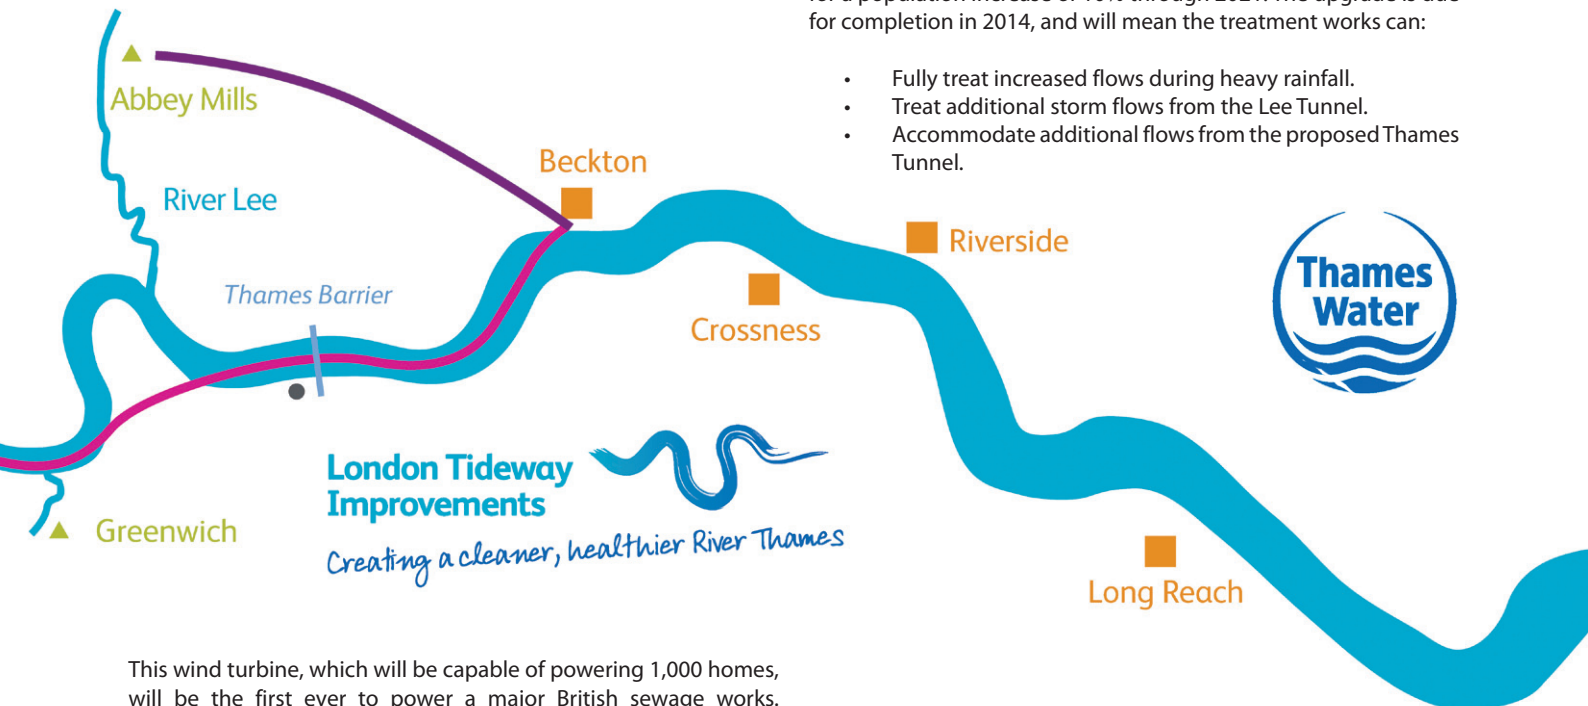 for completion in 2014, and will mean the treatment works can:
• Fully treat increased flows during heavy rainfall.
• Treat additional storm flows from the Lee Tunnel.
• Accommodate additional flows from the proposed Thames
Tunnel.
Abbey Mills
Beckton
River Lee
Riverside
Thames Barrier
Crossness
Thames
Water
London Tideway
Improvements
Creating a cleaner, healthier River Thames
Greenwich
Long Reach
This wind turbine, which will be capable of powering 1,000 homes,
will be the first ever to power a major British sewage works.